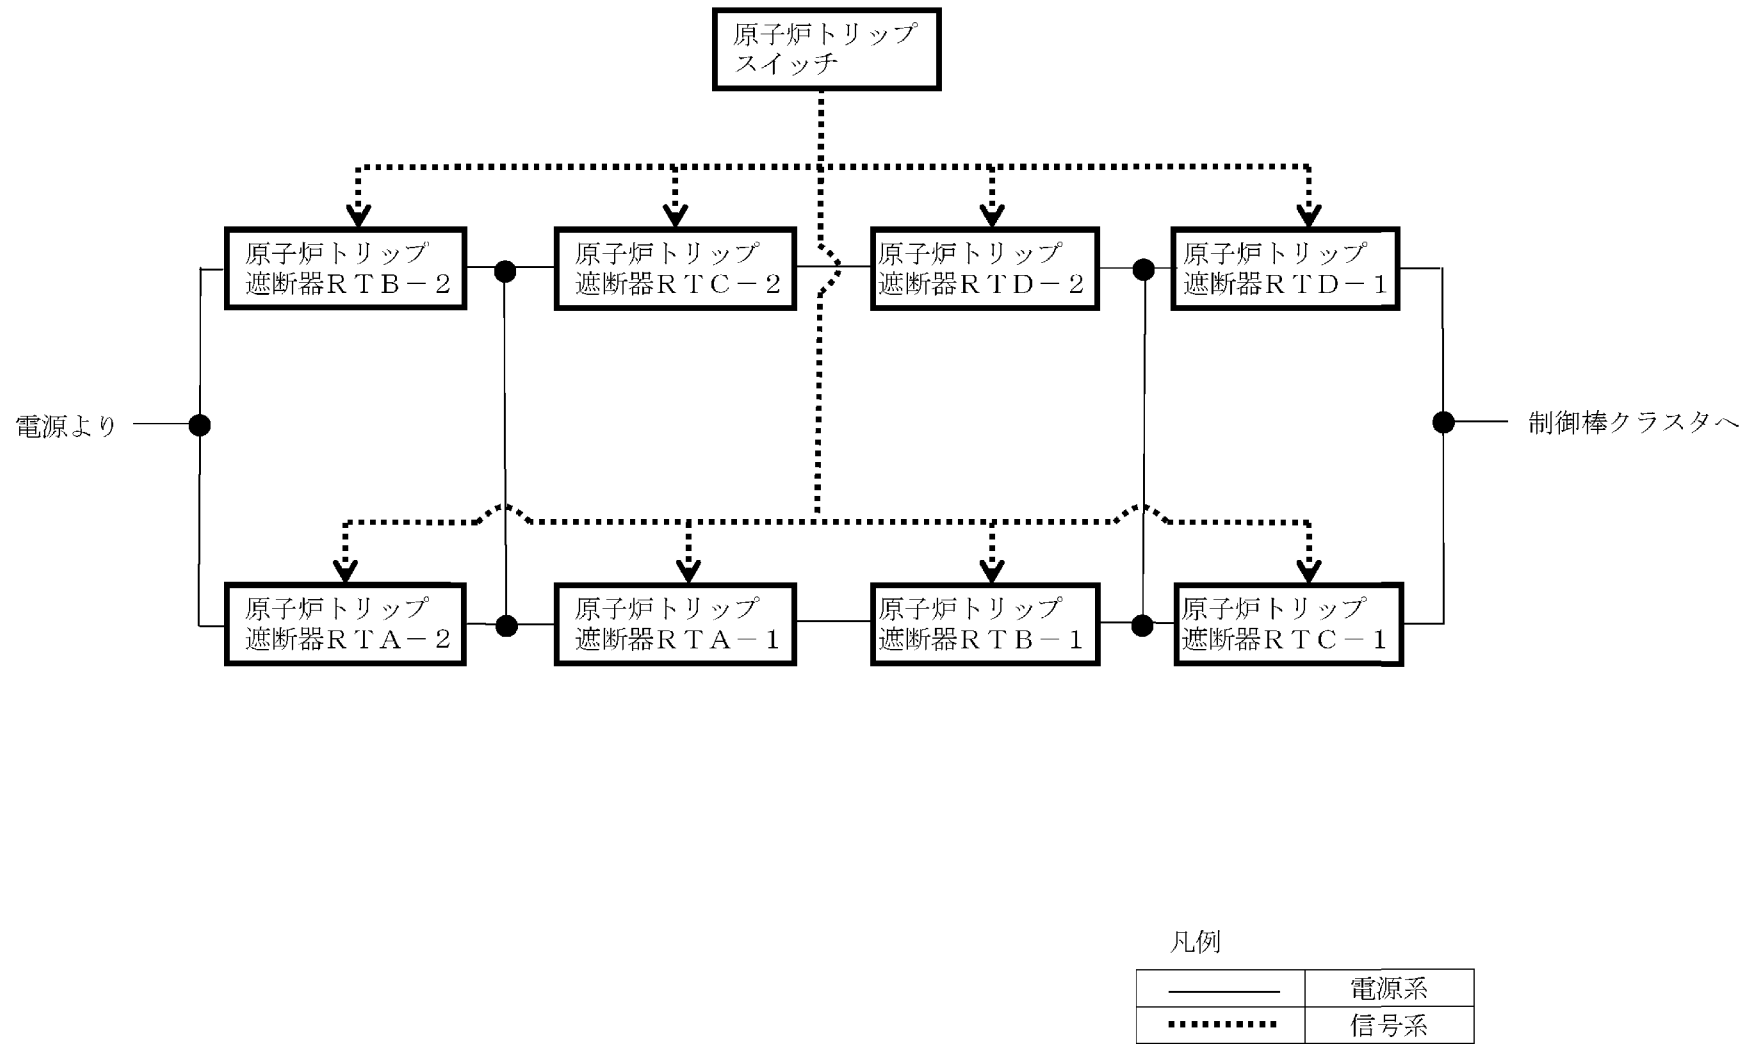 原子炉トリップ
スイッチ
原子炉トリップ
遮断器ＲＴＢ－２
原子炉トリップ
遮断器ＲＴＣ－２
原子炉トリップ
遮断器ＲＴＤ－２
原子炉トリップ
遮断器ＲＴＤ－１
電源より
制御棒クラスタへ
原子炉トリップ
遮断器ＲＴＡ－２
原子炉トリップ
遮断器ＲＴＡ－１
原子炉トリップ
遮断器ＲＴＢ－１
原子炉トリップ
遮断器ＲＴＣ－１
凡例
電源系
信号系